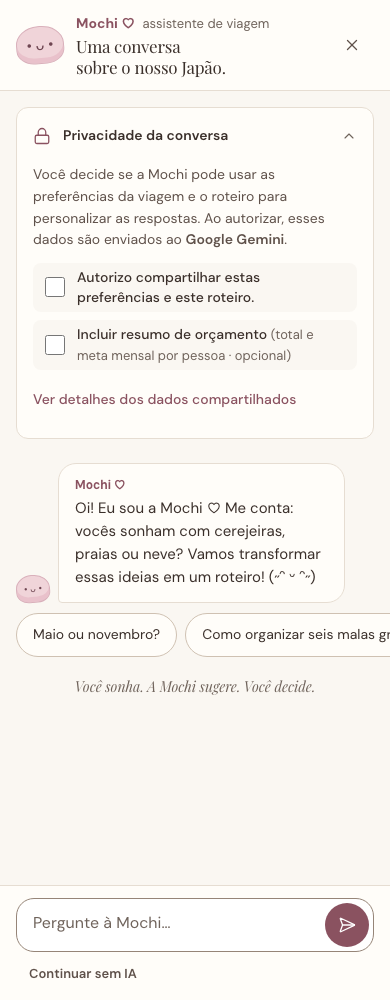 Mochi ♡ assistente de viagem
Uma conversa
sobre o nosso Japão.
Privacidade da conversa
Você decide se a Mochi pode usar as
preferências da viagem e o roteiro para
personalizar as respostas. Ao autorizar, esses
dados são enviados ao Google Gemini.
Autorizo compartilhar estas
preferências e este roteiro.
Incluir resumo de orçamento (total e
meta mensal por pessoa · opcional)
Ver detalhes dos dados compartilhados
Mochi ♡
Oi! Eu sou a Mochi ♡ Me conta:
vocês sonham com cerejeiras,
praias ou neve? Vamos transformar
essas ideias em um roteiro! (˶ᵔ ᵕ ᵔ˶)
Maio ou novembro?
Como organizar seis malas gr
Você sonha. A Mochi sugere. Você decide.
Pergunte à Mochi...
Continuar sem IA